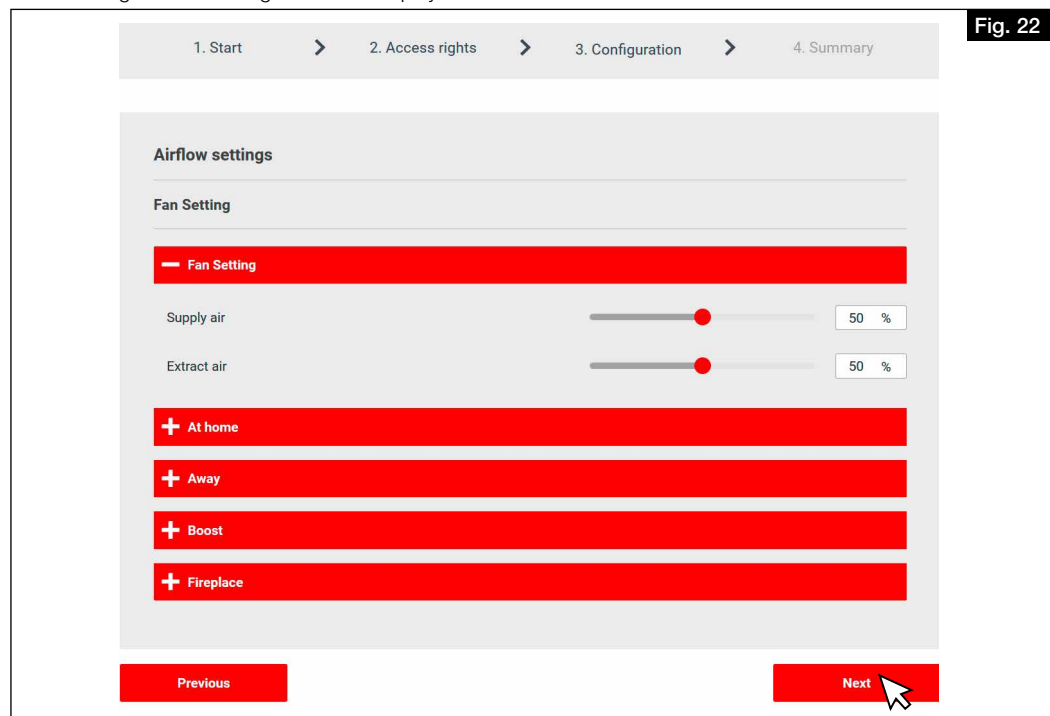 Fig. 22
1. Start 2. Access rights 3. Configuration 4. Summary
Airflow settings
Fan Setting
Fan Setting
Supply air 50 %
Extract air 50 %
At home
Away
Boost
Fireplace
Previous Next